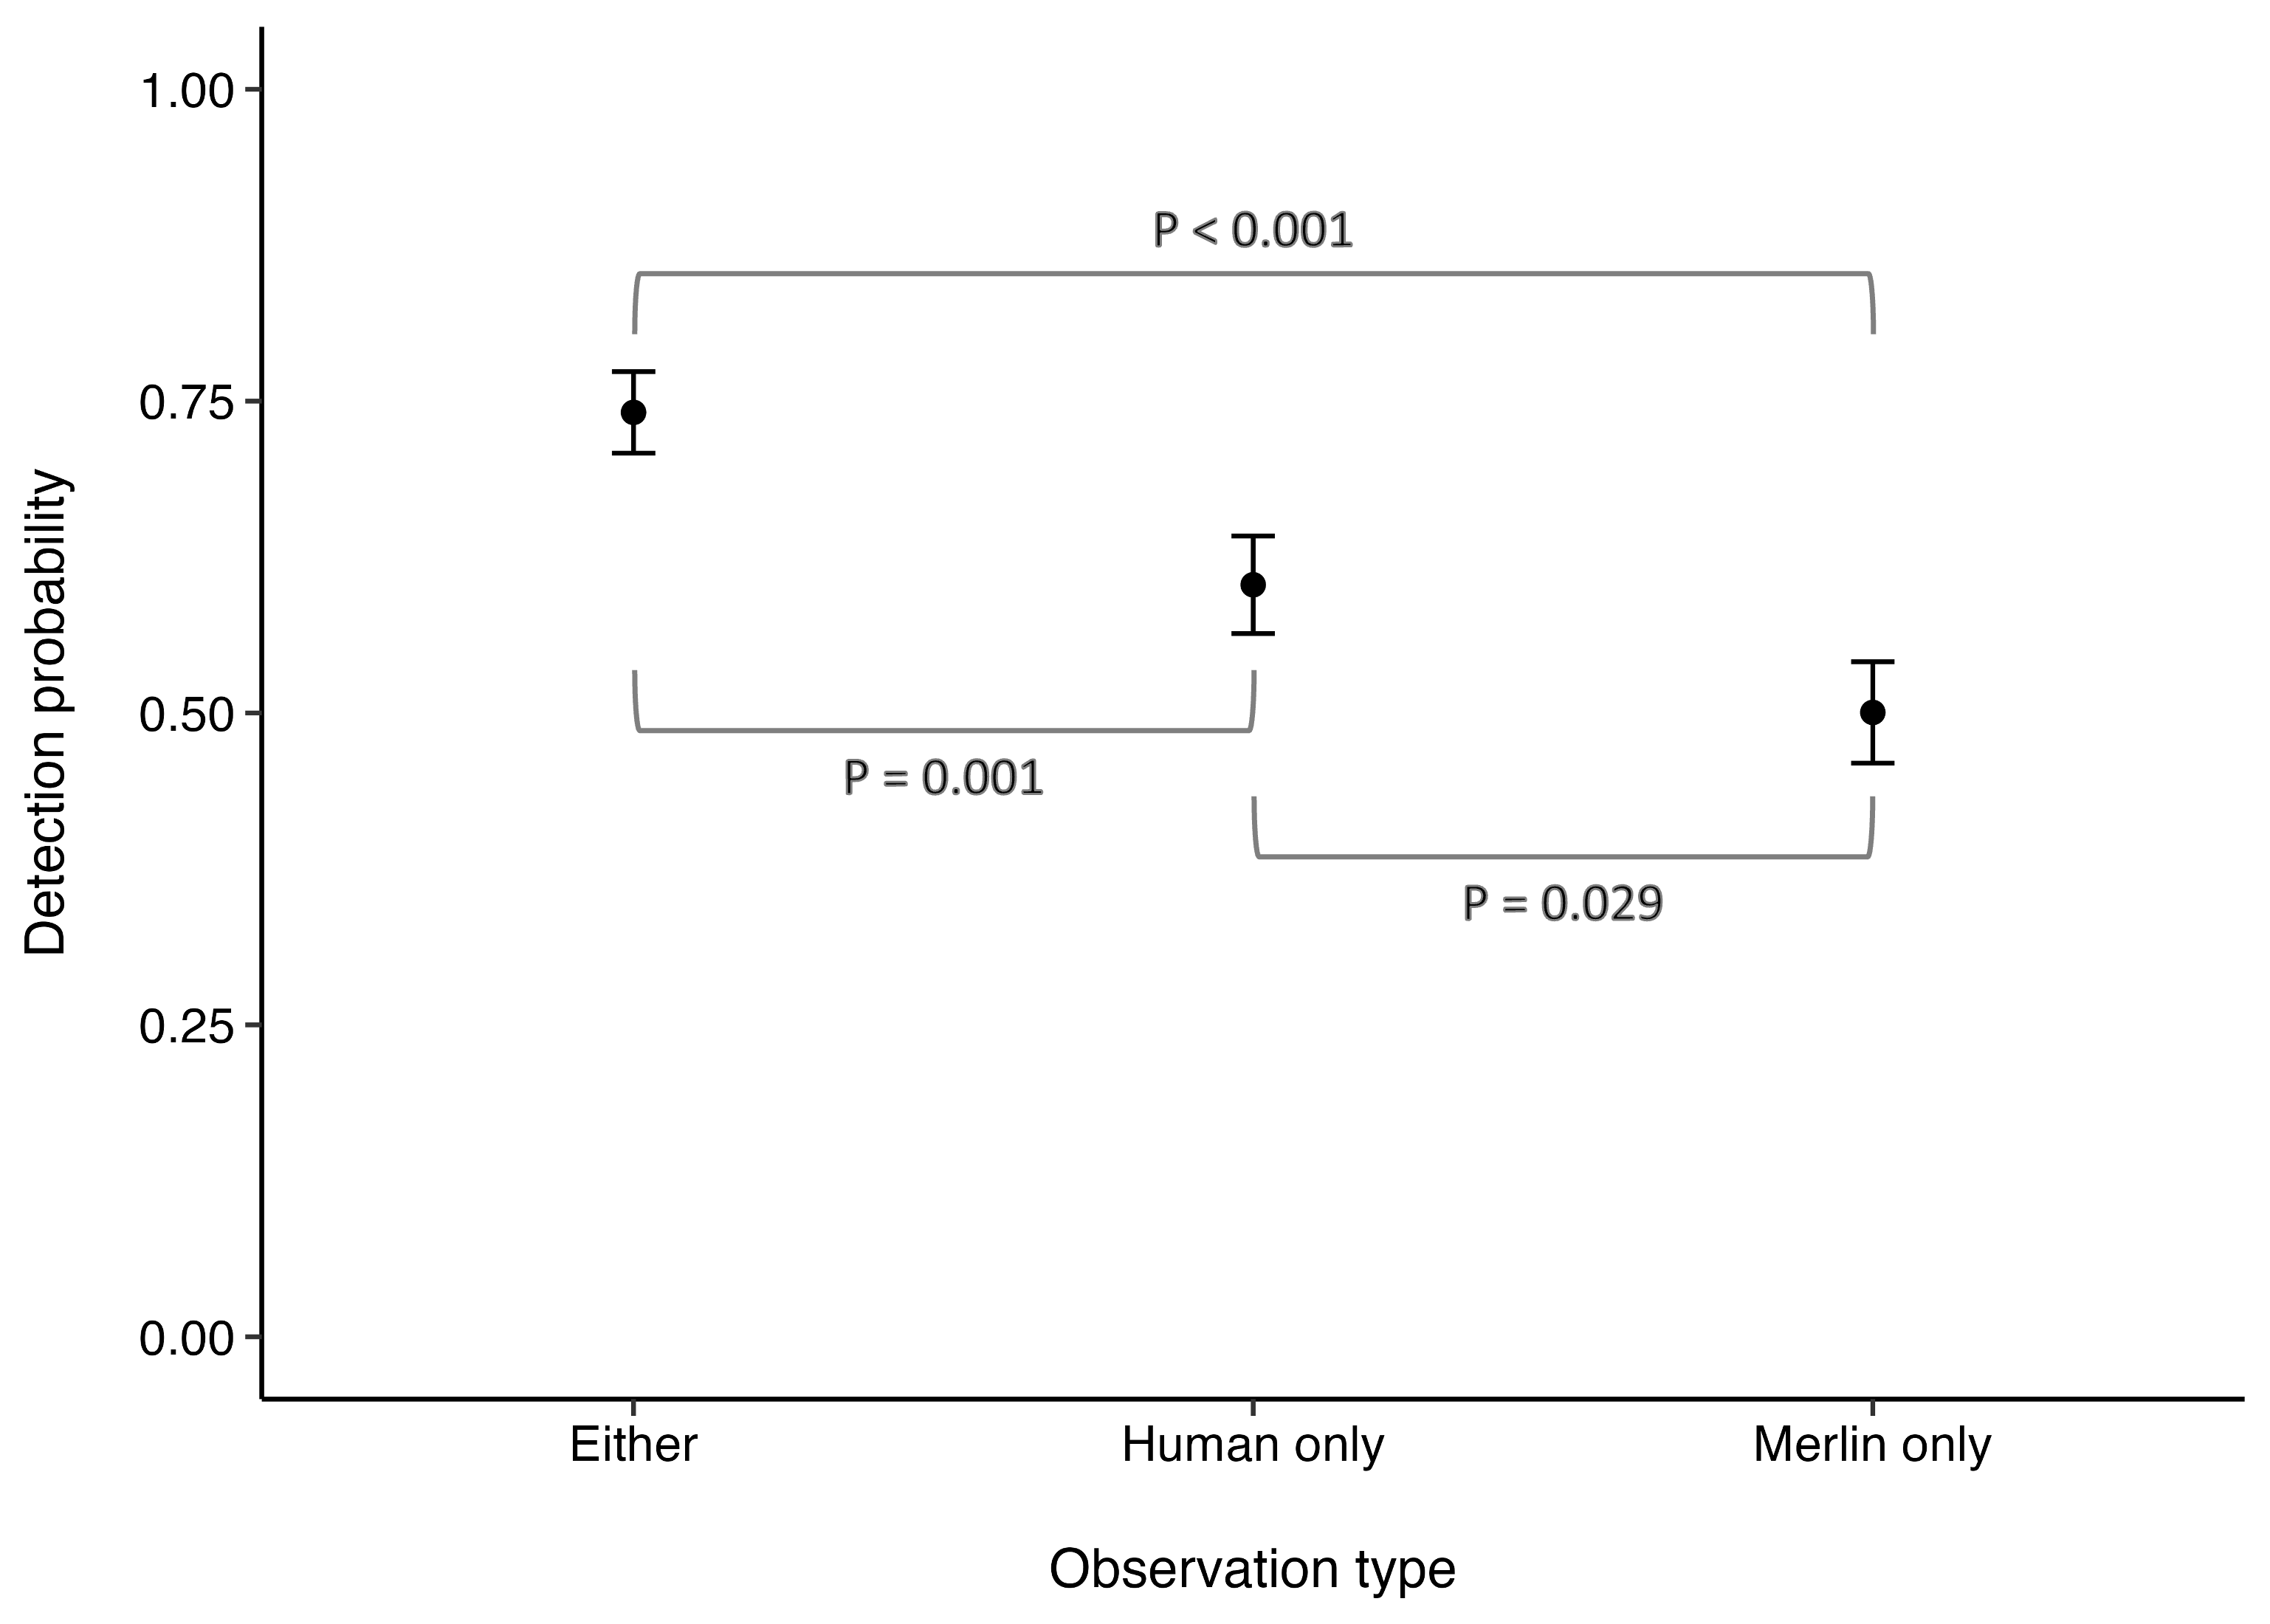 1.00
P < 0.001
0.75
0.50
P = 0.001
P = 0.029
0.25
0.00
Detection probability
Either Human only Merlin only
Observation type